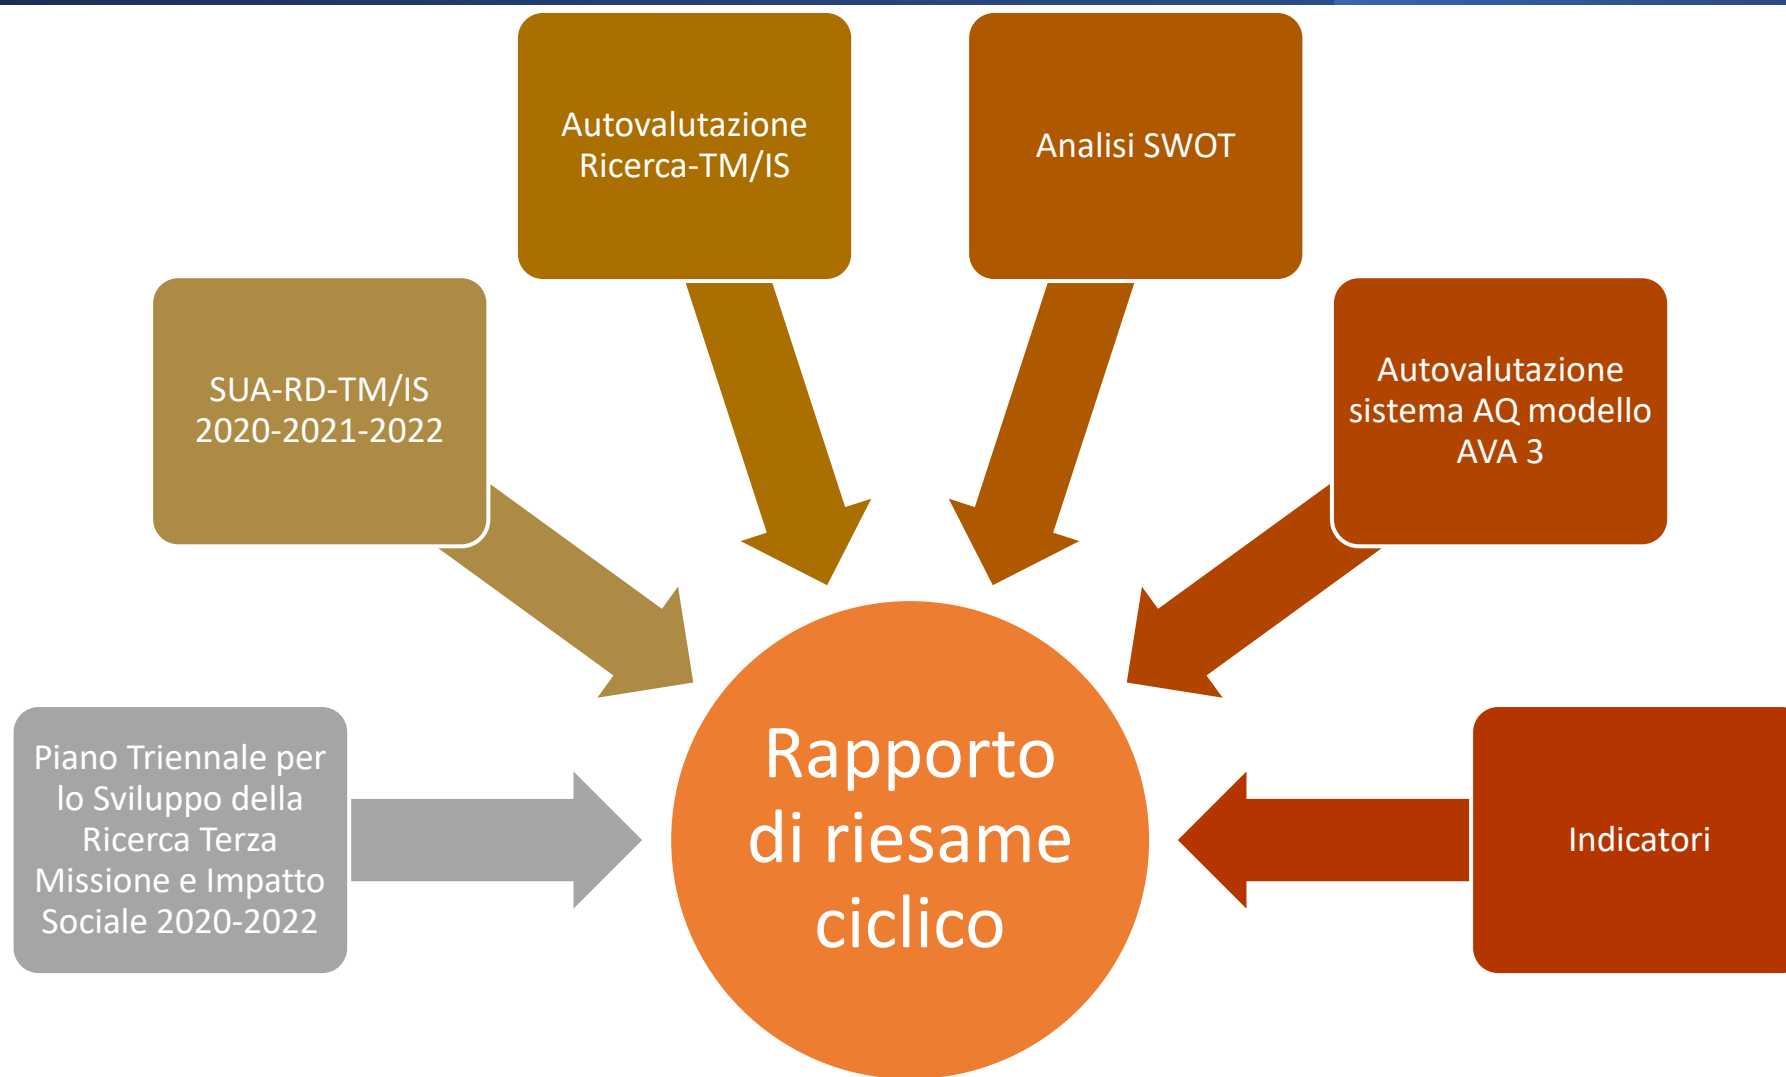 Autovalutazione
Ricerca-TM/IS
Analisi SWOT
SUA-RD-TM/IS
2020-2021-2022
Autovalutazione
sistema AQ modello
AVA 3
Piano Triennale per
lo Sviluppo della
Ricerca Terza
Missione e Impatto
Sociale 2020-2022
Rapporto
di riesame
ciclico
Indicatori